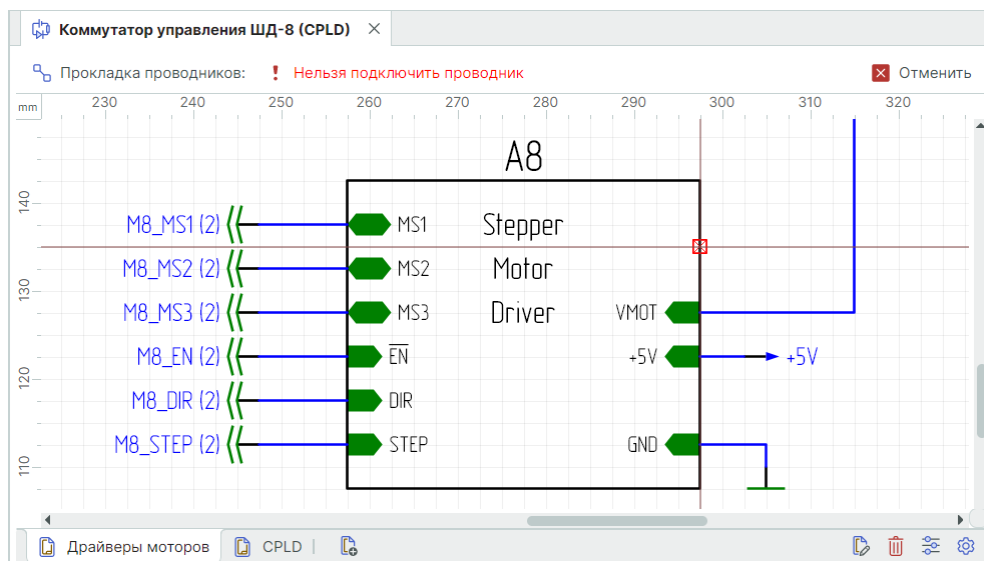 Коммутатор управления ШД-8 (CPLD)
Прокладка проводников: ! Нельзя подключить проводник Отменить
mm 230 240 250 260 270 280 290 300 310 320
A8
140
M8_MS1 (2) MS1 Stepper
M8_MS2 (2) MS2 Motor
130
M8_MS3 (2) MS3 Driver VMOT
M8_EN (2) EN +5V +5V
120
M8_DIR (2) DIR
M8_STEP (2) STEP GND
110
Драйверы моторов CPLD